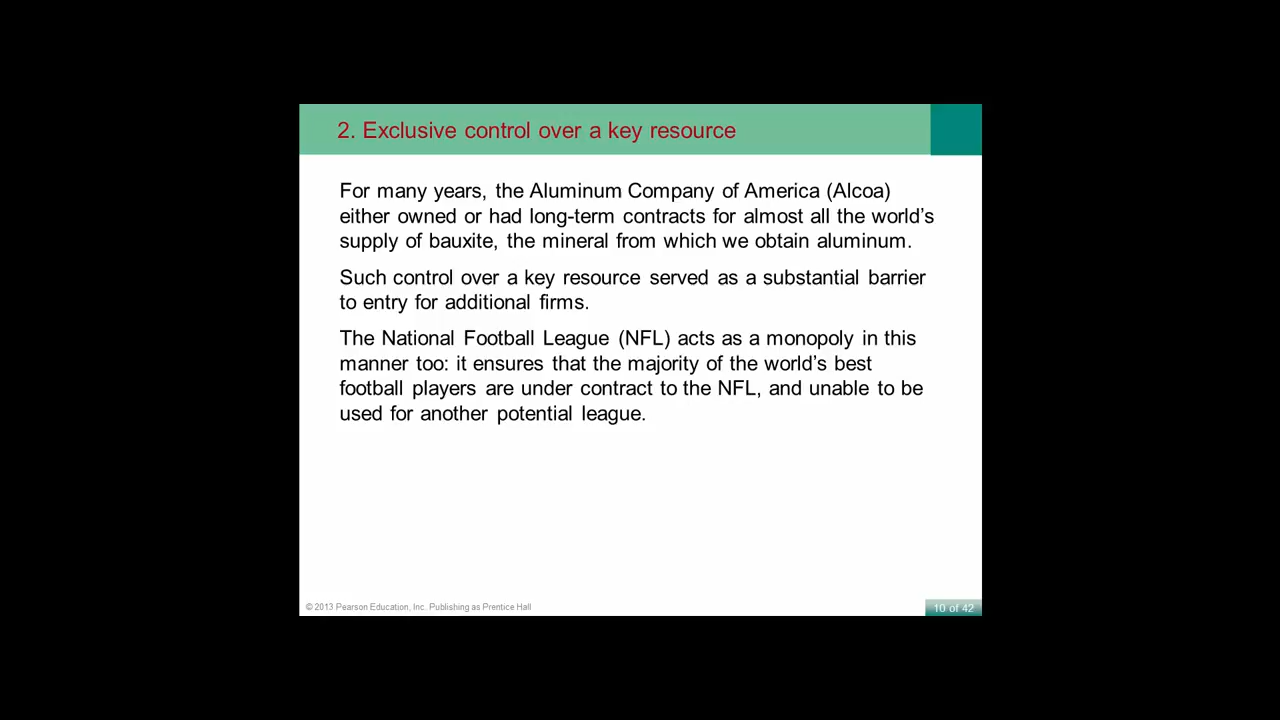 2. Exclusive control over a key resource
For many years, the Aluminum Company of America (Alcoa)
either owned or had long-term contracts for almost all the world’s
supply of bauxite, the mineral from which we obtain aluminum.
Such control over a key resource served as a substantial barrier
to entry for additional firms.
The National Football League (NFL) acts as a monopoly in this
manner too: it ensures that the majority of the world’s best
football players are under contract to the NFL, and unable to be
used for another potential league.
© 2013 Pearson Education, Inc. Publishing as Prentice Hall
10 of 42